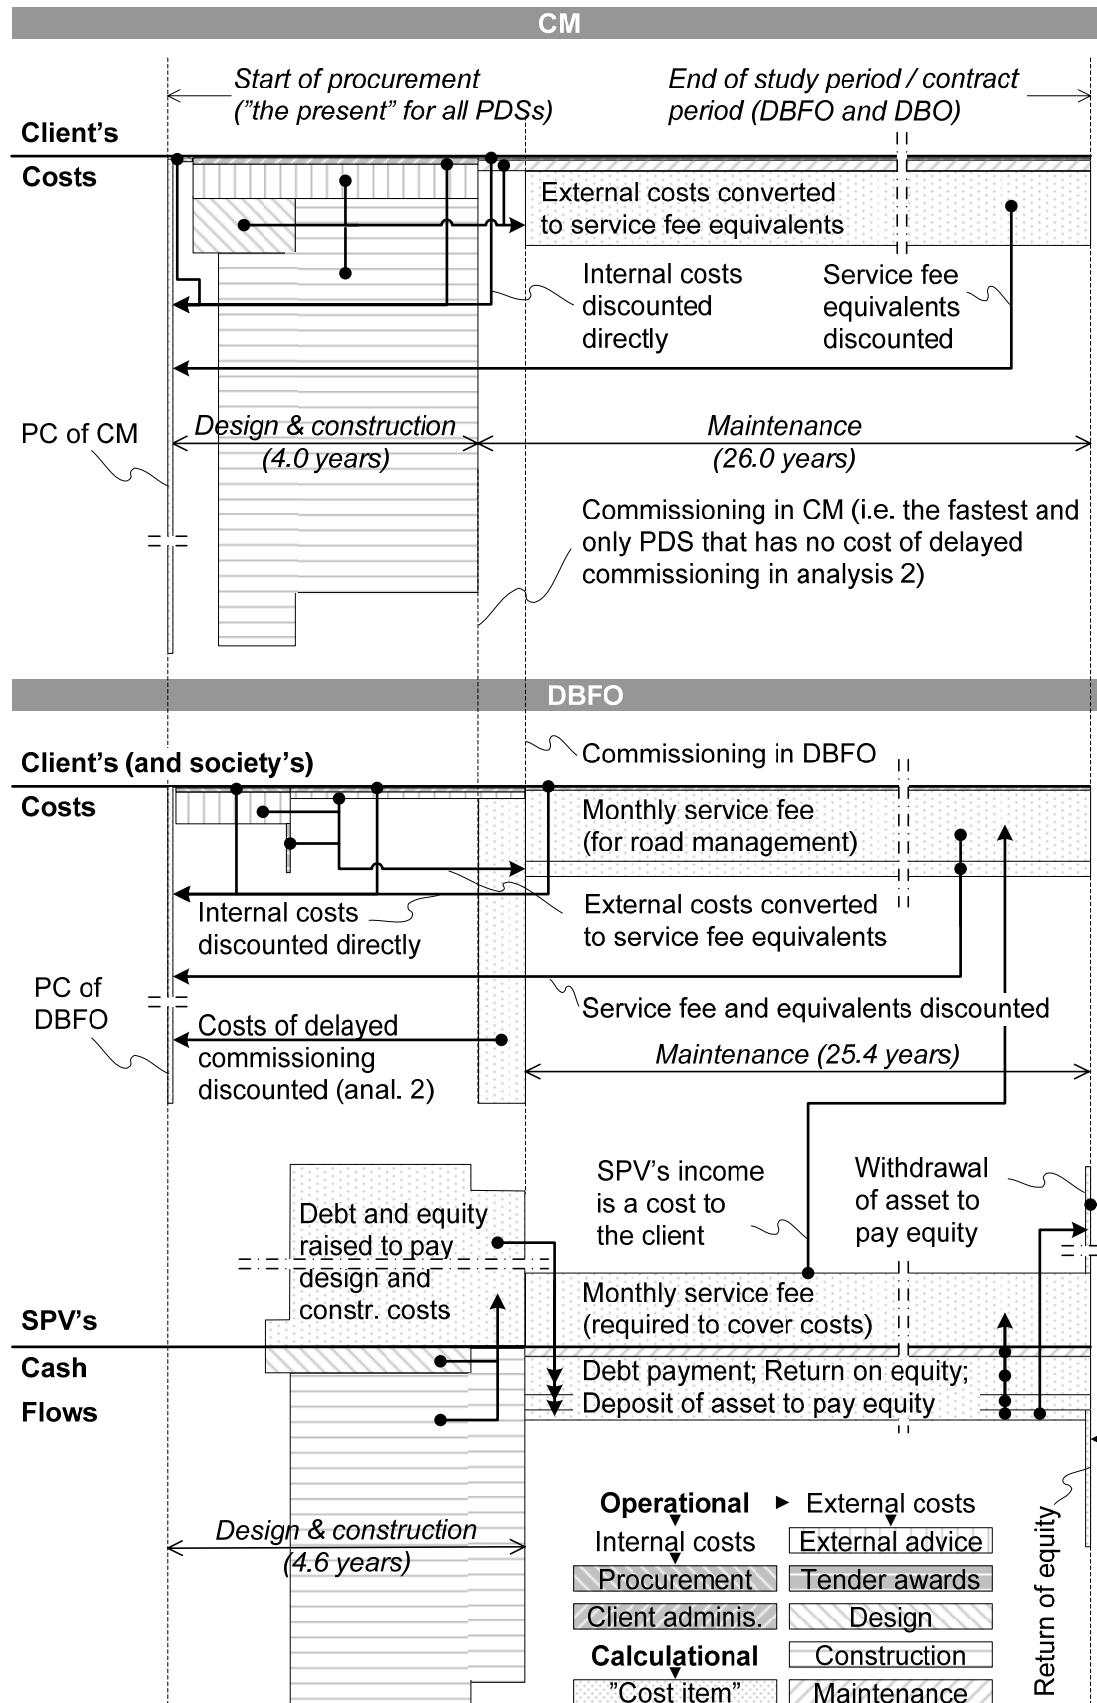 CM
Start of procurement
("the present" for all PDSs)
End of study period / contract
period (DBFO and DBO)
Client's
Costs
External costs converted
to service fee equivalents
Internal costs
discounted
directly
Service fee
equivalents
discounted
PC of CM
Design & construction
(4.0 years)
Maintenance
(26.0 years)
Commissioning in CM (i.e. the fastest and
only PDS that has no cost of delayed
commissioning in analysis 2)
DBFO
Client's (and society's)
Costs
Commissioning in DBFO
Monthly service fee
(for road management)
Internal costs
discounted directly
External costs converted
to service fee equivalents
PC of
DBFO
Service fee and equivalents discounted
Costs of delayed
commissioning
discounted (anal. 2)
Maintenance (25.4 years)
SPV's income
is a cost to
the client
Withdrawal
of asset to
pay equity
Debt and equity
raised to pay
design and
constr. costs
SPV's
Cash
Flows
Monthly service fee
(required to cover costs)
Debt payment; Return on equity;
Deposit of asset to pay equity
Design & construction
(4.6 years)
Return of equity
Operational
External costs
Internal costs
External advice
Procurement
Tender awards
Client adminis.
Design
Calculational
Construction
"Cost item"
Maintenance